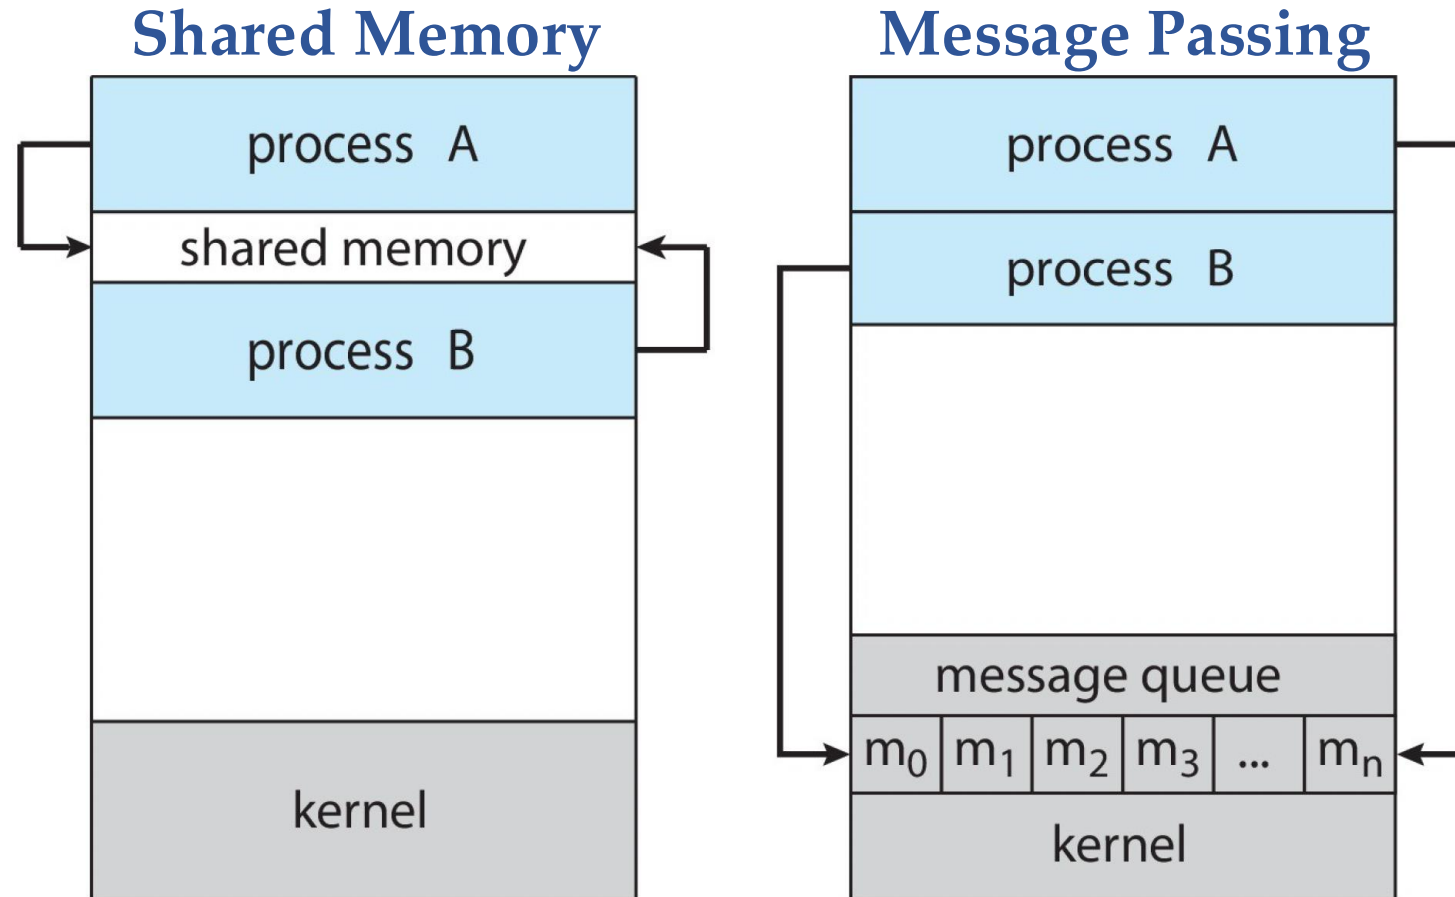 Shared Memory
process A
shared memory
process B
kernel
Message Passing
process A
process B
message queue
m0 m1 m2 m3 ... mn
kernel